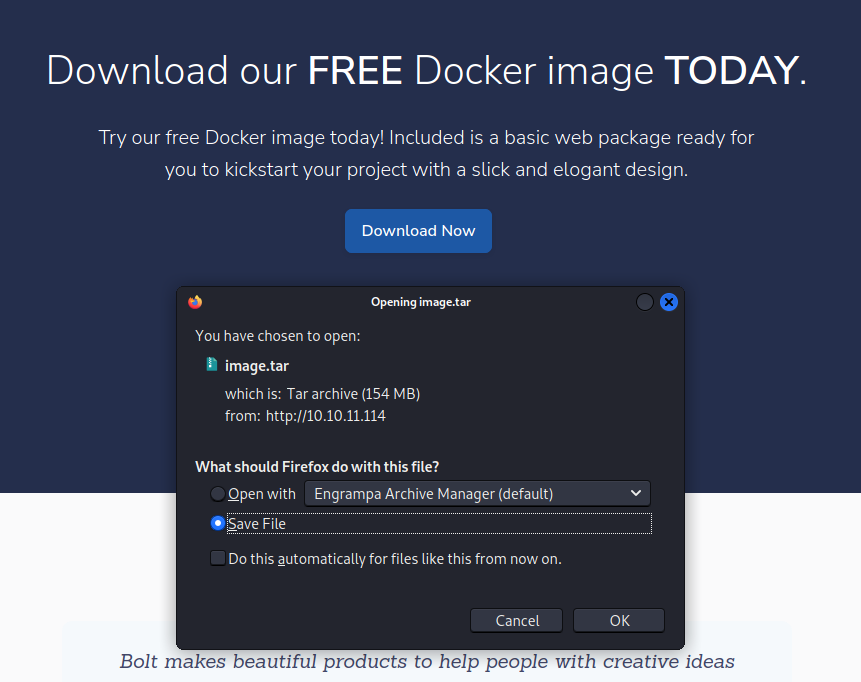 Download our FREE Docker image TODAY.
Try our free Docker image today! Included is a basic web package ready for
you to kickstart your project with a slick and elogant design.
Download Now
Opening image.tar
You have chosen to open:
image.tar
which is: Tar archive (154 MB)
from: http://10.10.11.114
What should Firefox do with this file?
Open with Engrampa Archive Manager (default)
Save File
Do this automatically for files like this from now on.
Cancel OK
Bolt makes beautiful products to help people with creative ideas